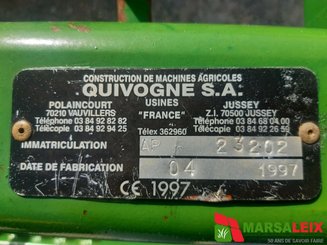 CONSTRUCTION DE MACHINES AGRICOLES
QUIVOGNE S.A.
POLAINCOURT USINES JUSSEY
70210 VAUVILLERS "FRANCE" Z.I. 70500 JUSSEY
Téléphone 03 84 92 82 82 Téléphone 03 84 68 04 00
Télécopie 03 84 92 94 25 Télex 362960 Télécopie 03 84 92 26 59
IMMATRICULATION AP 23202
DATE DE FABRICATION 04 1997
CE 1997
MARSALEIX
50 ANS DE SAVOIR FAIRE